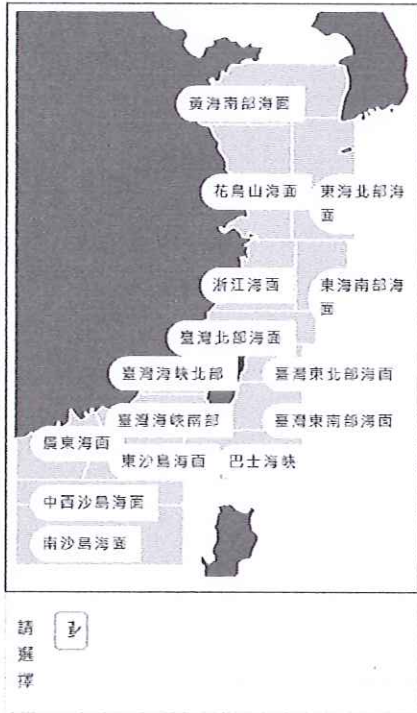 黃海南部海面
花鳥山海面
東海北部海
面
浙江海面
東海南部海
面
臺灣北部海面
臺灣海峽北部
臺灣東北部海面
臺灣海峽南部
臺灣東南部海面
廣東海面
東沙島海面
巴士海峽
中西沙島海面
南沙島海面
請
選
擇